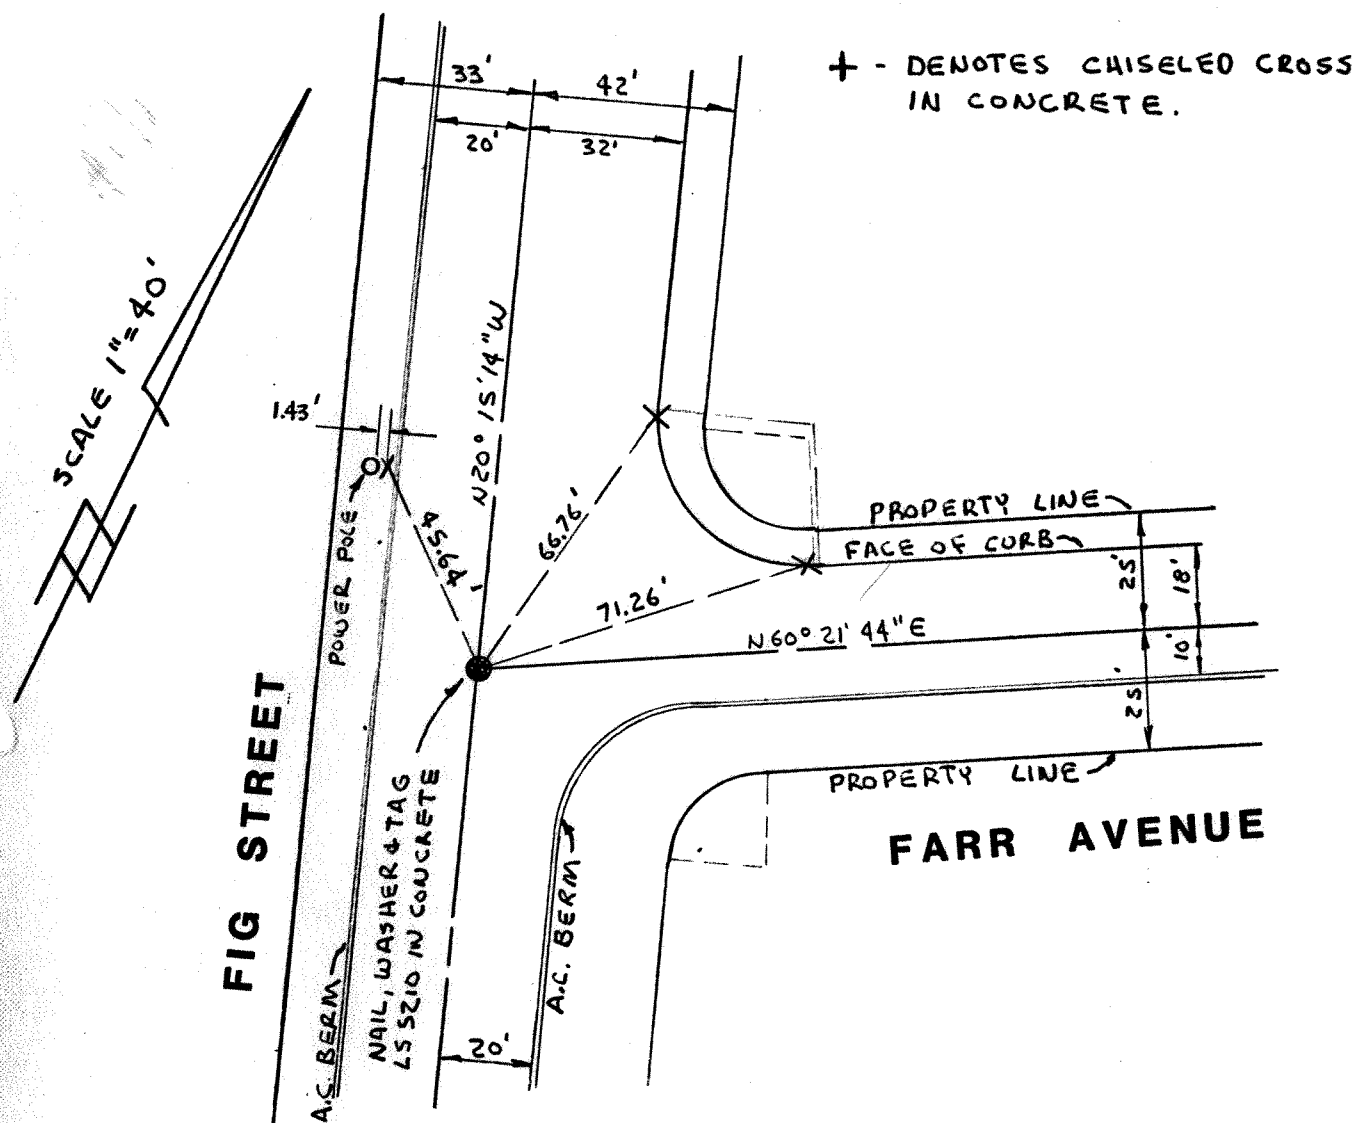 + - DENOTES CHISELED CROSS
IN CONCRETE.
33'
42'
20'
32'
SCALE 1"=40'
N20° 15'14"W
1.43'
POWER POLE
45.64'
66.76'
71.26'
PROPERTY LINE
FACE OF CURB
25'
18'
N60° 21' 44"E
10'
25'
PROPERTY LINE
FARR AVENUE
FIG STREET
NAIL, WASHER & TAG
LS 5210 IN CONCRETE
A.C. BERM
A.C. BERM
20'